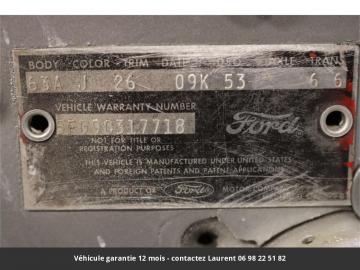 BODY COLOR TRIM DATE DSO AXLE TRANS
63A J 26 09K 53 6 6
VEHICLE WARRANTY NUMBER
317718
Ford
NOT FOR TITLE OR
REGISTRATION PURPOSES
THIS VEHICLE IS MANUFACTURED UNDER UNITED STATES
AND FOREIGN PATENTS AND PATENT AGREEMENTS.
A PRODUCT OF Ford MOTOR COMPANY
Véhicule garantie 12 mois - contactez Laurent 06 98 22 51 82